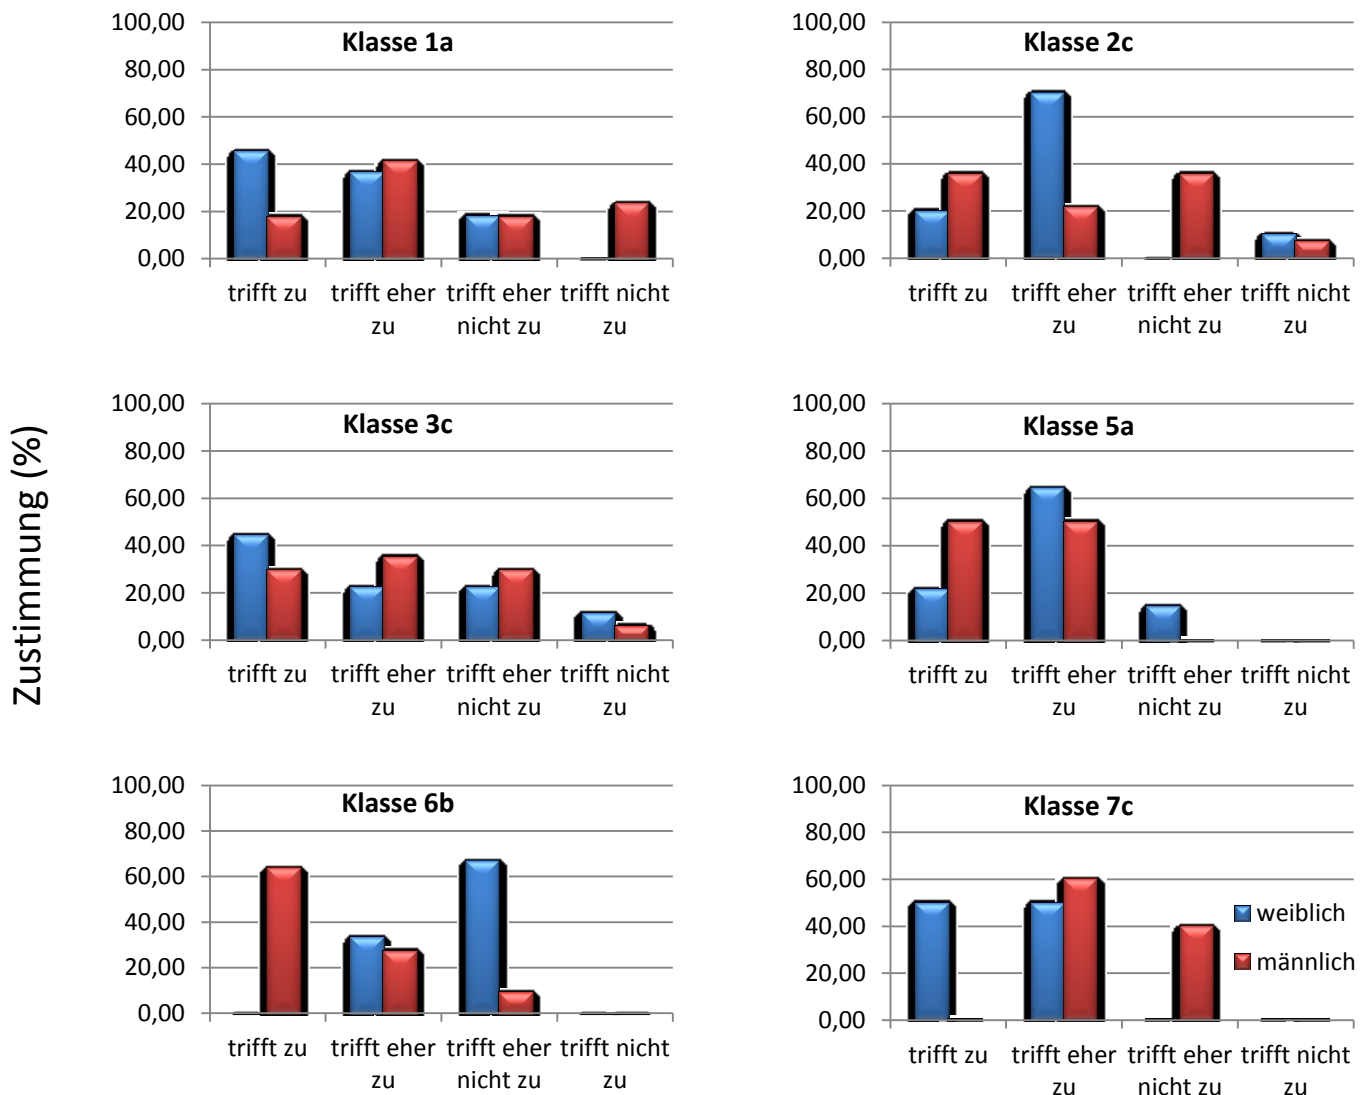 Zustimmung (%)
Klasse 1a
100,00
80,00
60,00
40,00
20,00
0,00
trifft zu
trifft eher
zu
trifft eher
nicht zu
trifft nicht
zu
Klasse 2c
100,00
80,00
60,00
40,00
20,00
0,00
trifft zu
trifft eher
zu
trifft eher
nicht zu
trifft nicht
zu
Klasse 3c
100,00
80,00
60,00
40,00
20,00
0,00
trifft zu
trifft eher
zu
trifft eher
nicht zu
trifft nicht
zu
Klasse 5a
100,00
80,00
60,00
40,00
20,00
0,00
trifft zu
trifft eher
zu
trifft eher
nicht zu
trifft nicht
zu
Klasse 6b
100,00
80,00
60,00
40,00
20,00
0,00
trifft zu
trifft eher
zu
trifft eher
nicht zu
trifft nicht
zu
Klasse 7c
100,00
80,00
60,00
40,00
20,00
0,00
trifft zu
trifft eher
zu
trifft eher
nicht zu
trifft nicht
zu
weiblich
männlich